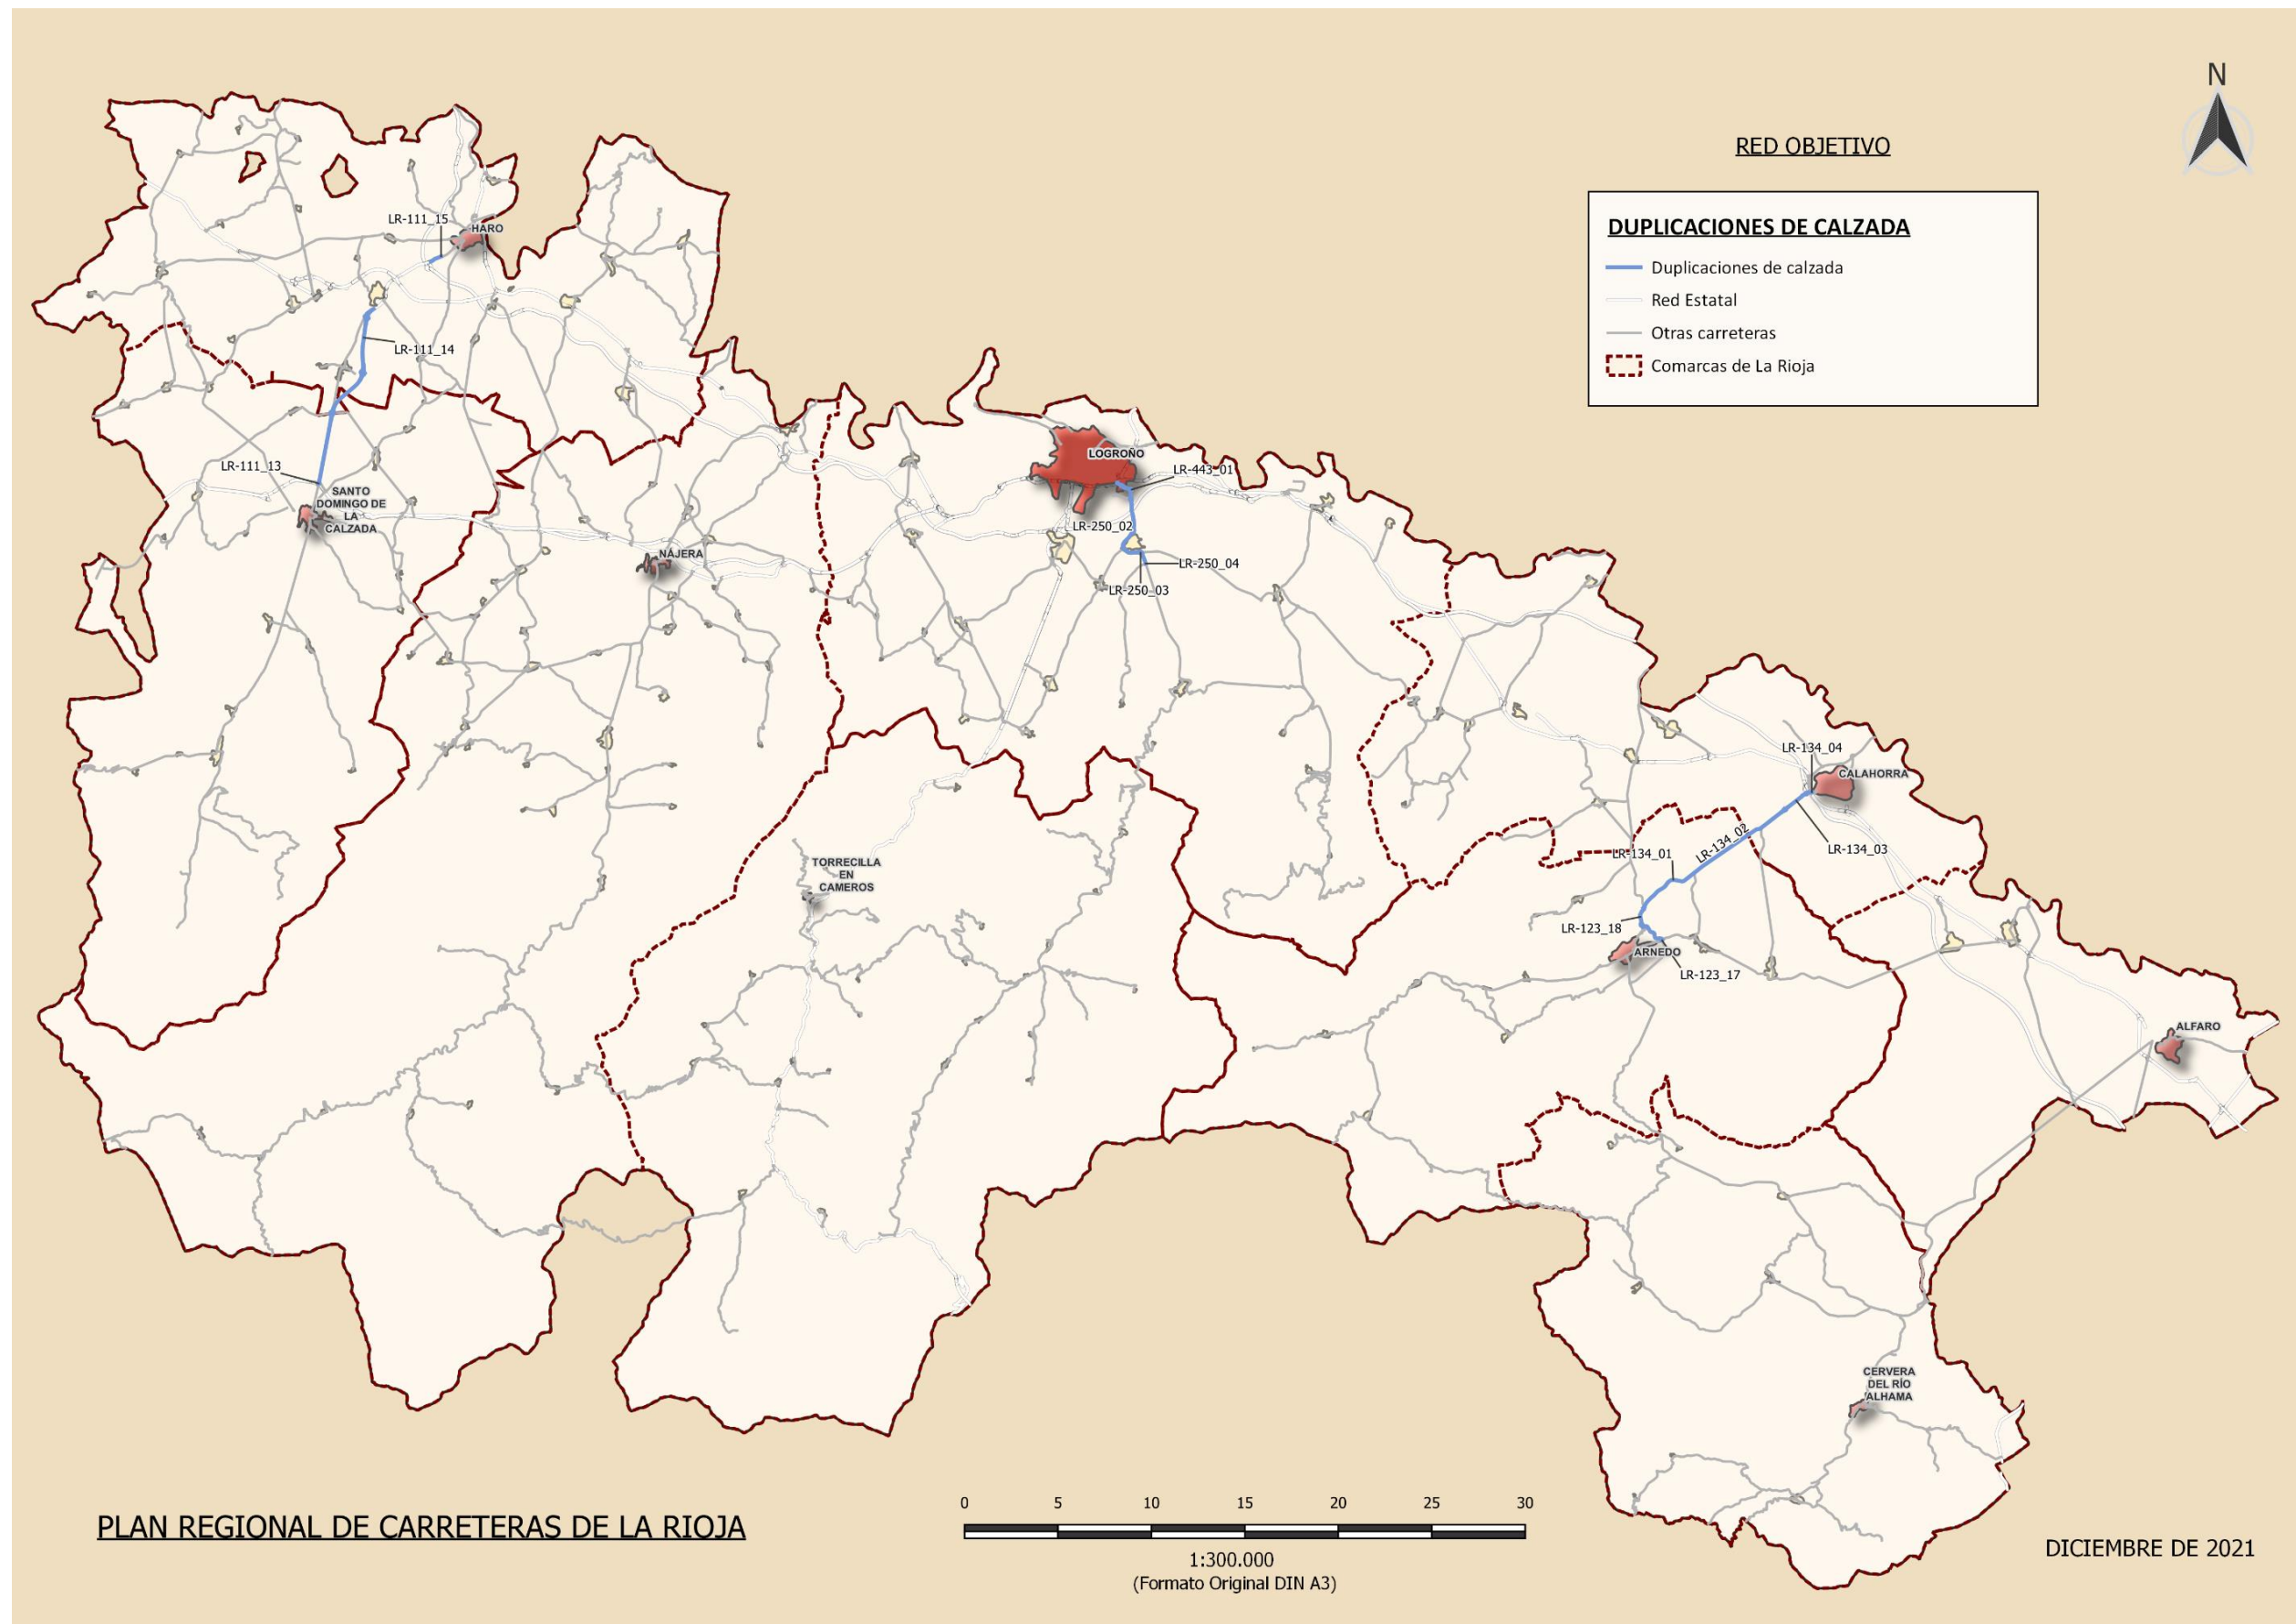 N
RED OBJETIVO
DUPLICACIONES DE CALZADA
Duplicaciones de calzada
Red Estatal
Otras carreteras
Comarcas de La Rioja
LR-111_15
HARO
LR-111_14
LR-111_13
SANTO
DOMINGO DE
LA
CALZADA
NÁJERA
LOGROÑO
LR-443_01
LR-250_02
LR-250_04
LR-250_03
LR-134_04
CALAHORRA
LR-134_02
LR-134_01
LR-134_03
TORRECILLA
EN
CAMEROS
LR-123_18
ARNEDO
LR-123_17
ALFARO
CERVERA
DEL RÍO
ALHAMA
PLAN REGIONAL DE CARRETERAS DE LA RIOJA
0 5 10 15 20 25 30
1:300.000
(Formato Original DIN A3)
DICIEMBRE DE 2021